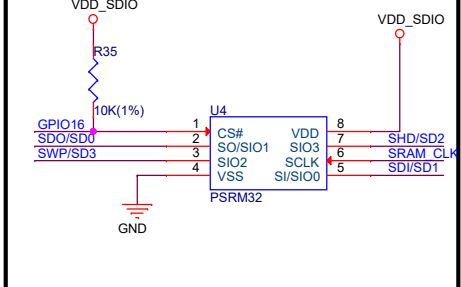 VDD_SDIO
VDD_SDIO
R35
10K(1%)
U4
GPIO16 1 CS# VDD 8
SDO/SD0 2 SO/SIO1 SIO3 7 SHD/SD2
SWP/SD3 3 SIO2 SCLK 6 SRAM_CLK
4 VSS SI/SIO0 5 SDI/SD1
PSRM32
GND